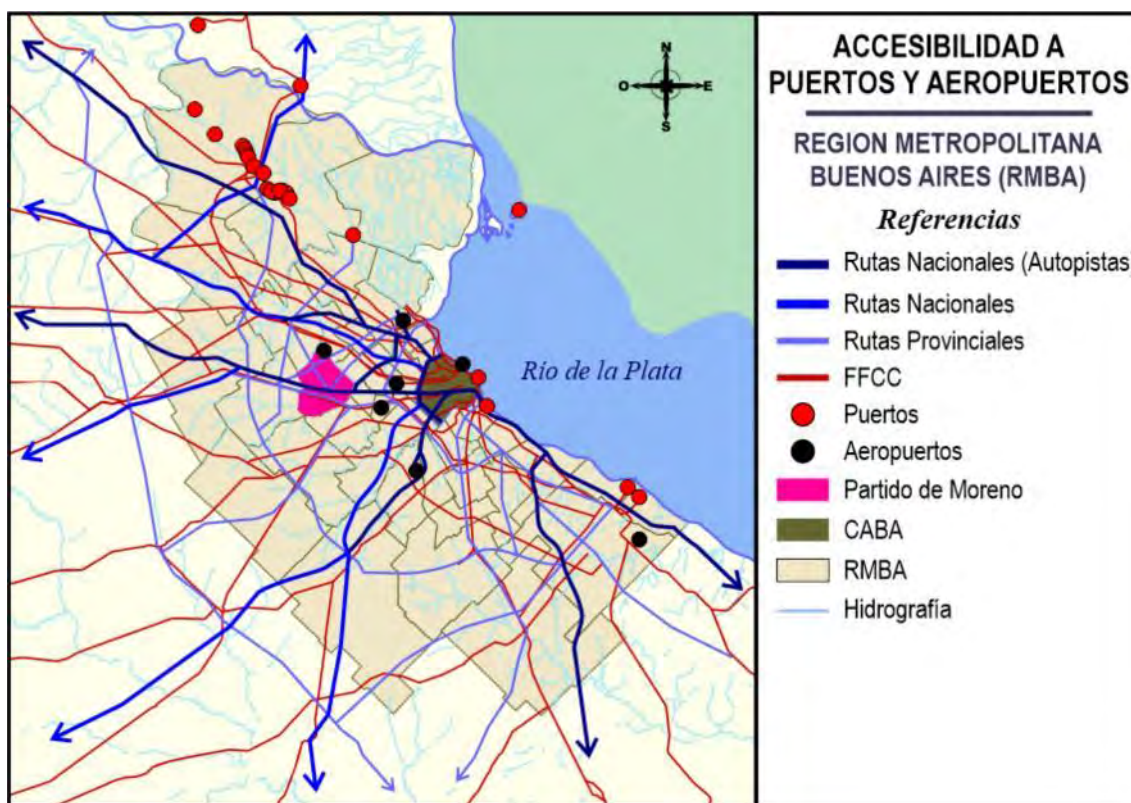 N
O
E
S
Río de la Plata
ACCESIBILIDAD A
PUERTOS Y AEROPUERTOS
REGION METROPOLITANA
BUENOS AIRES (RMBA)
Referencias
Rutas Nacionales (Autopistas)
Rutas Nacionales
Rutas Provinciales
FFCC
Puertos
Aeropuertos
Partido de Moreno
CABA
RMBA
Hidrografía